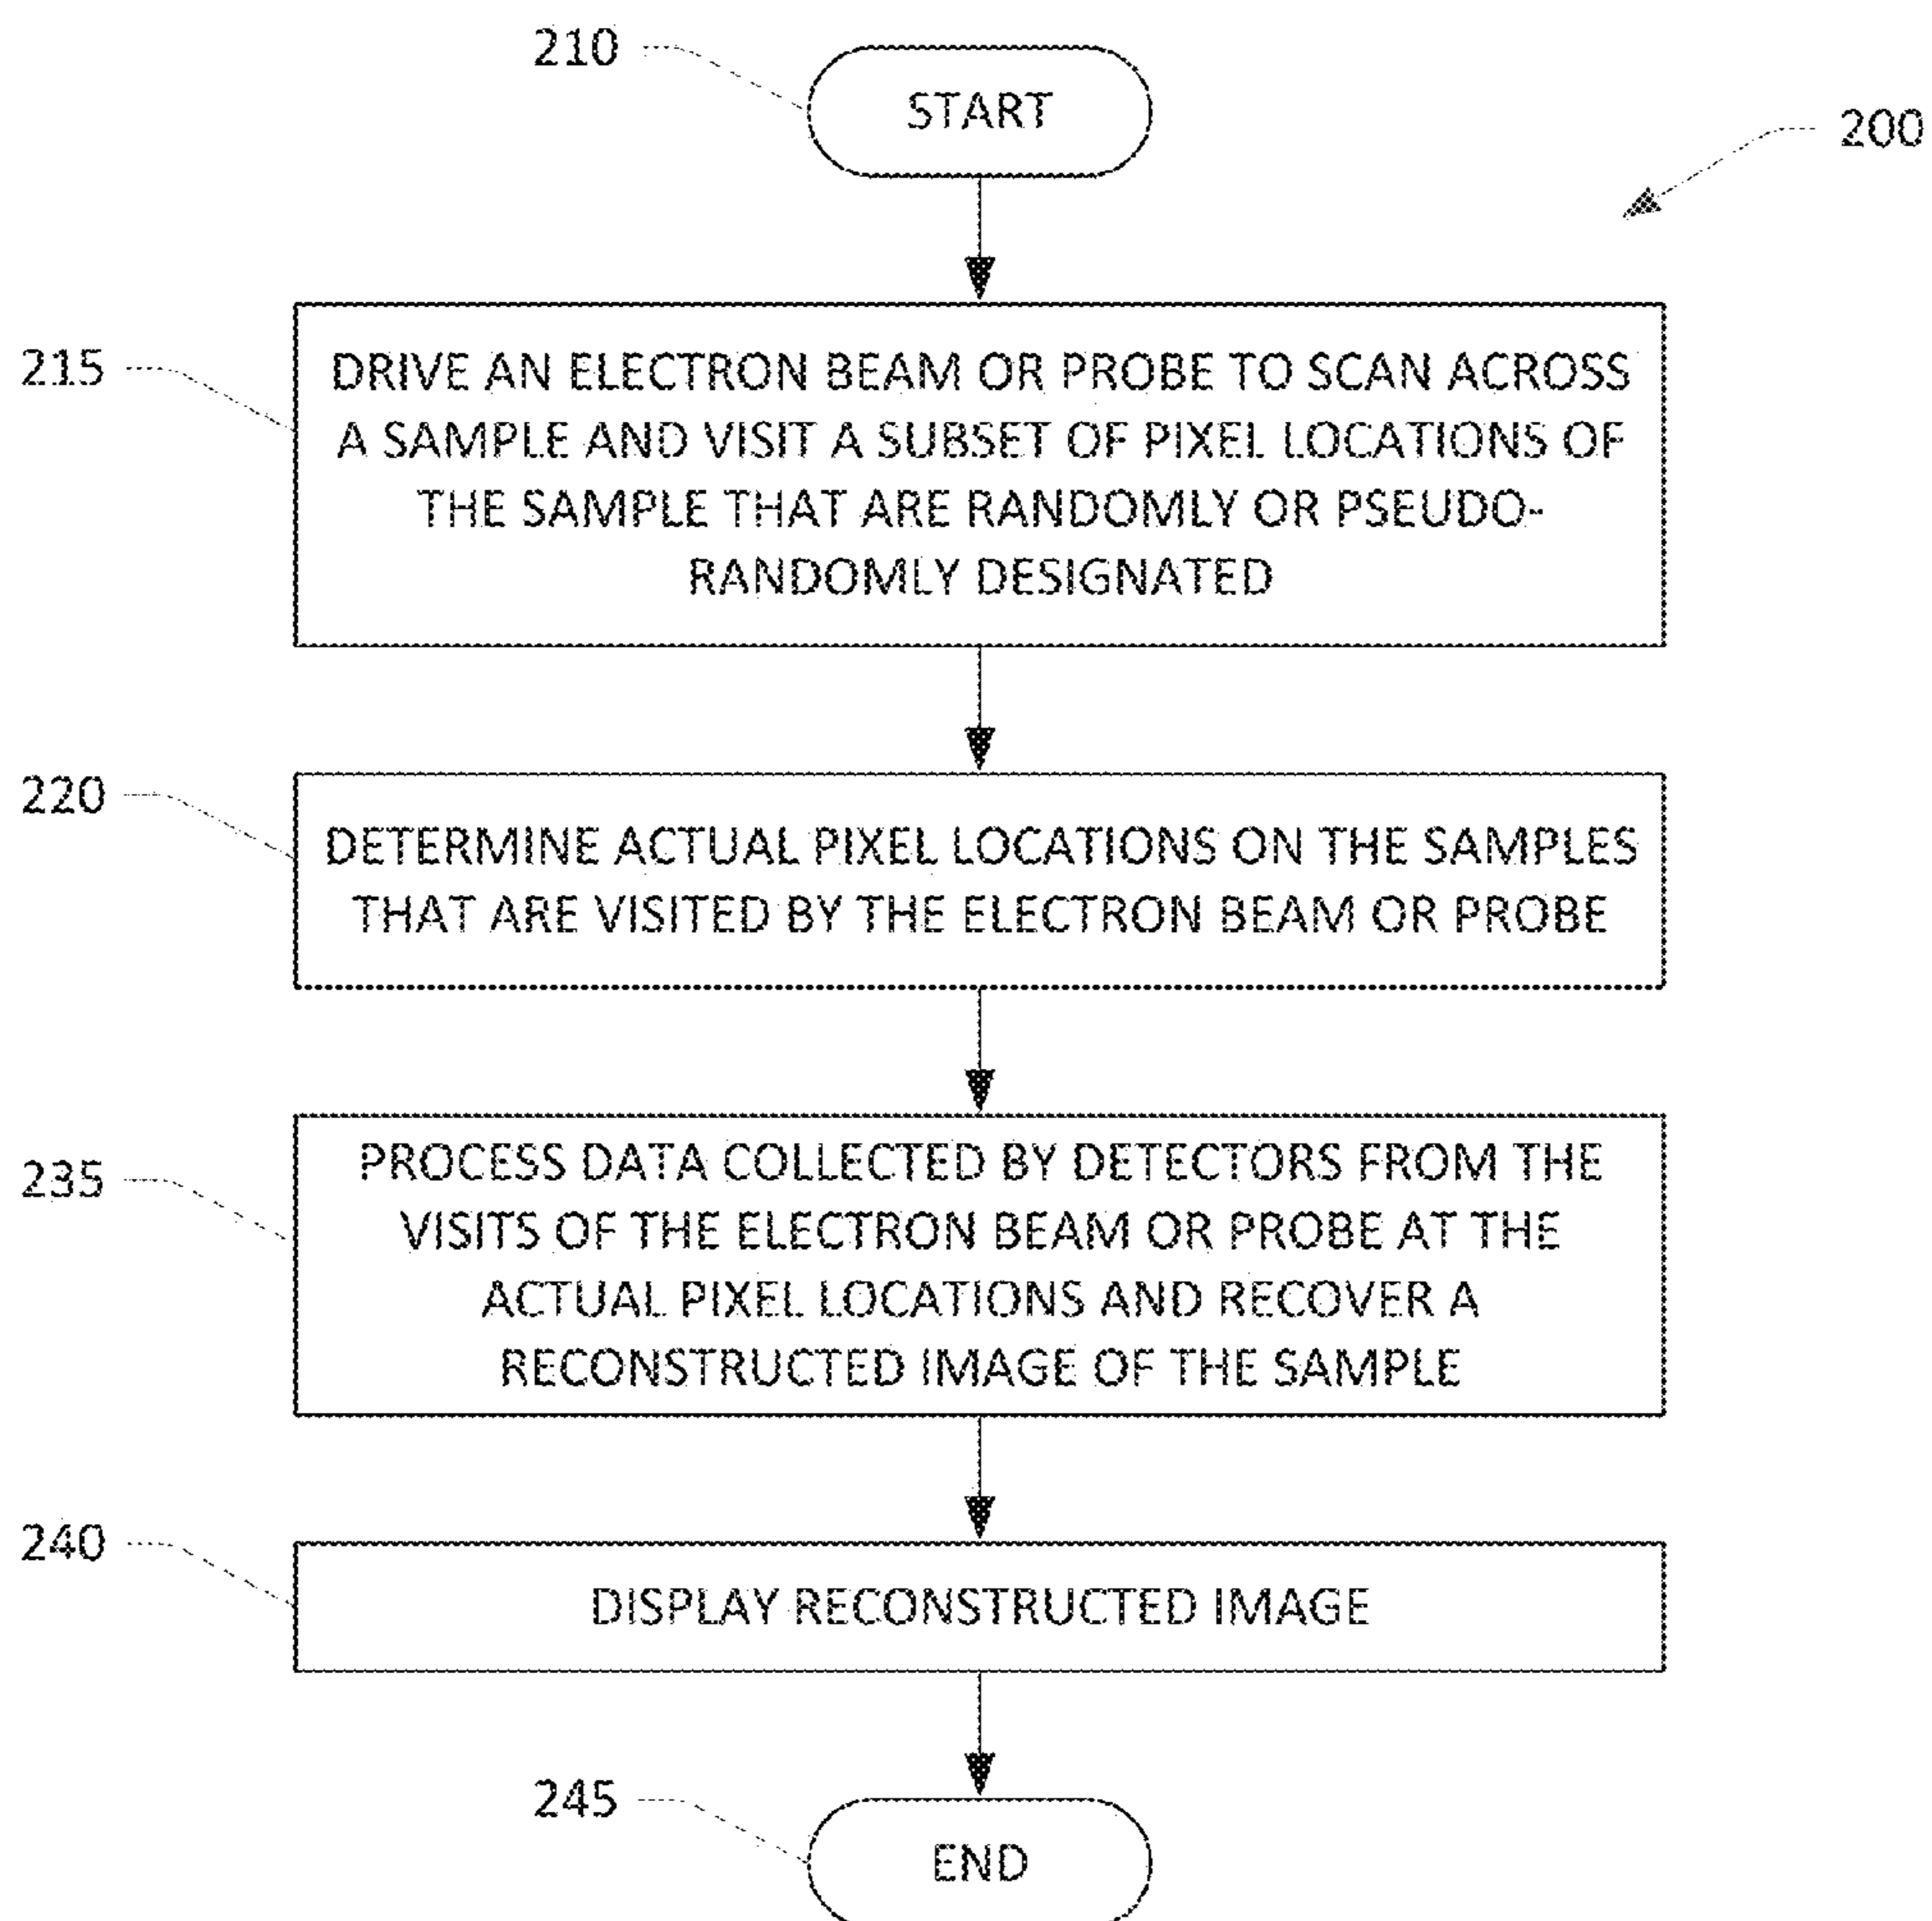 210
START
200
215
DRIVE AN ELECTRON BEAM OR PROBE TO SCAN ACROSS
A SAMPLE AND VISIT A SUBSET OF PIXEL LOCATIONS OF
THE SAMPLE THAT ARE RANDOMLY OR PSEUDO-
RANDOMLY DESIGNATED
220
DETERMINE ACTUAL PIXEL LOCATIONS ON THE SAMPLES
THAT ARE VISITED BY THE ELECTRON BEAM OR PROBE
235
PROCESS DATA COLLECTED BY DETECTORS FROM THE
VISITS OF THE ELECTRON BEAM OR PROBE AT THE
ACTUAL PIXEL LOCATIONS AND RECOVER A
RECONSTRUCTED IMAGE OF THE SAMPLE
240
DISPLAY RECONSTRUCTED IMAGE
245
END